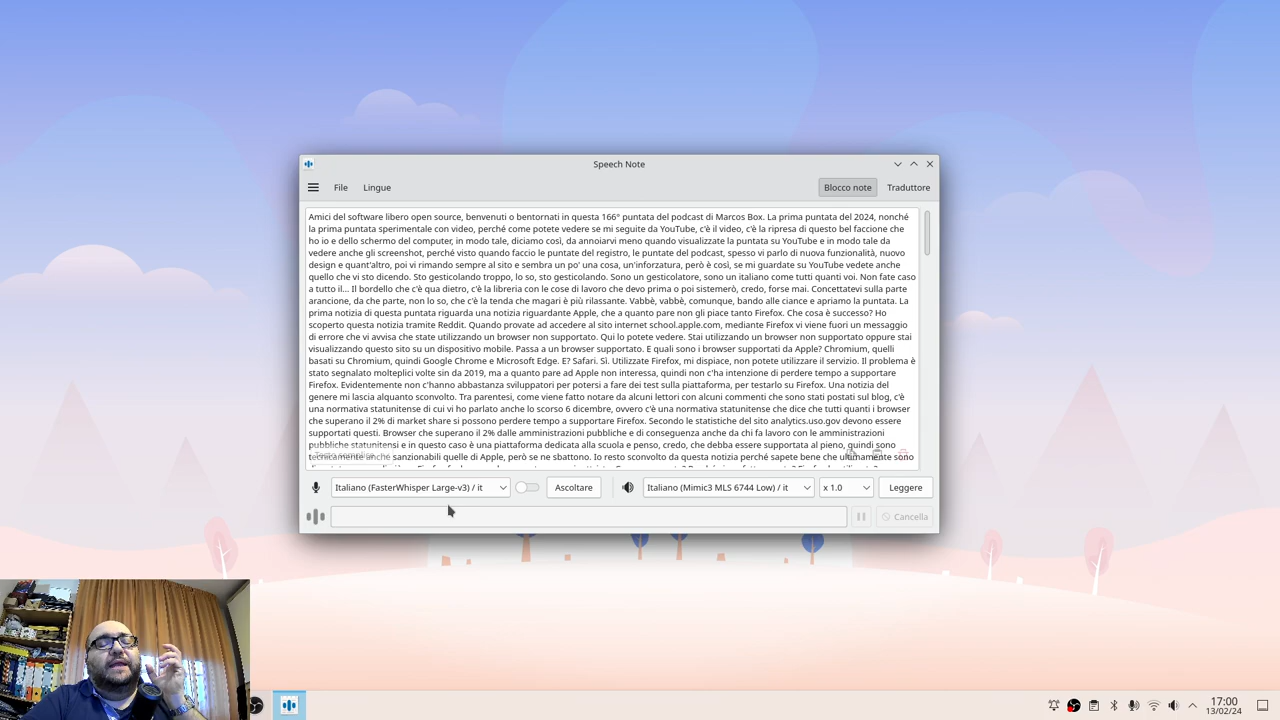 Speech Note
File Lingue Blocco note Traduttore
Amici del software libero open source, benvenuti o bentornati in questa 166° puntata del podcast di Marcos Box. La prima puntata del 2024, nonché
la prima puntata sperimentale con video, perché come potete vedere se mi seguite da YouTube, c'è il video, c'è la ripresa di questo bel faccione che
ho io e dello schermo del computer, in modo tale, diciamo così, da annoiarvi meno quando visualizzate la puntata su YouTube e in modo tale da
vedere anche gli screenshot, perché visto quando faccio le puntate del registro, le puntate del podcast, spesso vi parlo di nuova funzionalità, nuovo
design e quant'altro, poi vi rimando sempre al sito e sembra un po' una cosa, un'inforzatura, però è così, se mi guardate su YouTube vedete anche
quello che vi sto dicendo. Sto gesticolando troppo, lo so, sto gesticolando. Sono un gesticolatore, sono un italiano come tutti quanti voi. Non fate caso
a tutto il... Il bordello che c'è qua dietro, c'è la libreria con le cose di lavoro che devo prima o poi sistemerò, credo, forse mai. Concettatevi sulla parte
arancione, da che parte, non lo so, che c'è la tenda che magari è più rilassante. Vabbè, vabbè, comunque, bando alle ciance e apriamo la puntata. La
prima notizia di questa puntata riguarda una notizia riguardante Apple, che a quanto pare non gli piace tanto Firefox. Che cosa è successo? Ho
scoperto questa notizia tramite Reddit. Quando provate ad accedere al sito internet school.apple.com, mediante Firefox vi viene fuori un messaggio
di errore che vi avvisa che state utilizzando un browser non supportato. Qui lo potete vedere. Stai utilizzando un browser non supportato oppure stai
visualizzando questo sito su un dispositivo mobile. Passa a un browser supportato. E quali sono i browser supportati da Apple? Chromium, quelli
basati su Chromium, quindi Google Chrome e Microsoft Edge. E? Safari. Sì. Utilizzate Firefox, mi dispiace, non potete utilizzare il servizio. Il problema è
stato segnalato molteplici volte sin da 2019, ma a quanto pare ad Apple non interessa, quindi non c'ha intenzione di perdere tempo a supportare
Firefox. Evidentemente non c'hanno abbastanza sviluppatori per potersi a fare dei test sulla piattaforma, per testarlo su Firefox. Una notizia del
genere mi lascia alquanto sconvolto. Tra parentesi, come viene fatto notare da alcuni lettori con alcuni commenti che sono stati postati sul blog, c'è
una normativa statunitense di cui vi ho parlato anche lo scorso 6 dicembre, ovvero c'è una normativa statunitense che dice che tutti quanti i browser
che superano il 2% di market share si possono perdere tempo a supportare Firefox. Secondo le statistiche del sito analytics.uso.gov devono essere
supportati questi. Browser che superano il 2% dalle amministrazioni pubbliche e di conseguenza anche da chi fa lavoro con le amministrazioni
pubbliche statunitensi e in questo caso è una piattaforma dedicata alla scuola e penso, credo, che debba essere supportata al pieno, quindi sono
tecnicamente anche sanzionabili quelle di Apple, però se ne sbattono. Io resto sconvolto da questa notizia perché sapete bene che ultimamente sono
Italiano (FasterWhisper Large-v3) / it Ascoltare Italiano (Mimic3 MLS 6744 Low) / it x 1.0 Leggere
Cancella
17:00
13/02/24